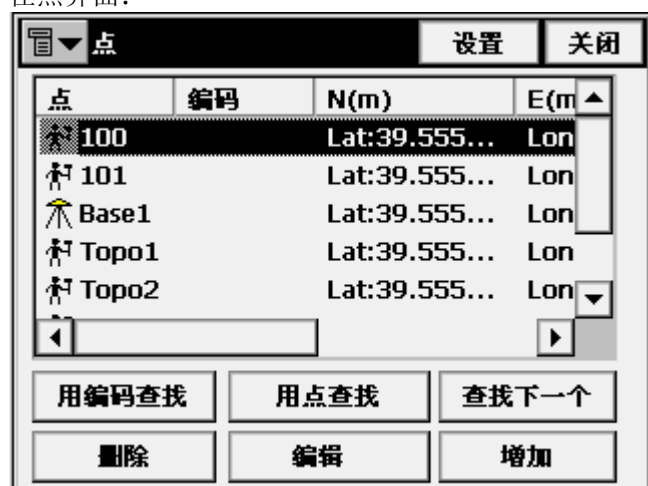 在点界面：
点 设置 关闭
点 编码 N(m) E(m
100 Lat:39.555... Lon
101 Lat:39.555... Lon
Base1 Lat:39.555... Lon
Topo1 Lat:39.555... Lon
Topo2 Lat:39.555... Lon
用编码查找 用点查找 查找下一个
删除 编辑 增加